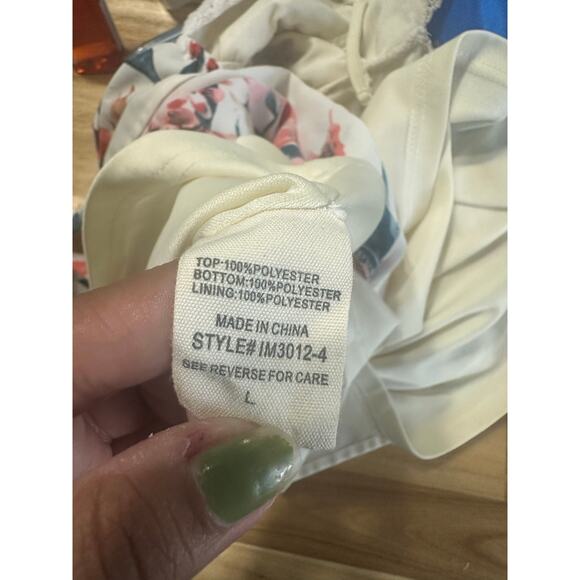 TOP:100%POLYESTER
BOTTOM:100%POLYESTER
LINING:100%POLYESTER
MADE IN CHINA
STYLE# IM3012-4
SEE REVERSE FOR CARE
L